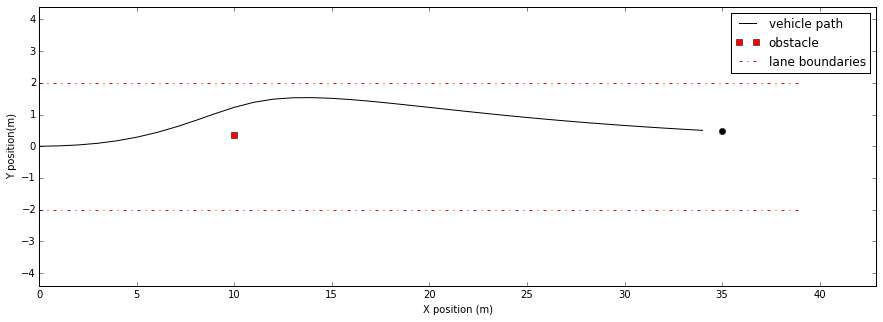 4
3
2
1
0
−1
−2
−3
−4
Y position(m)
vehicle path
obstacle
lane boundaries
0 5 10 15 20 25 30 35 40
X position (m)